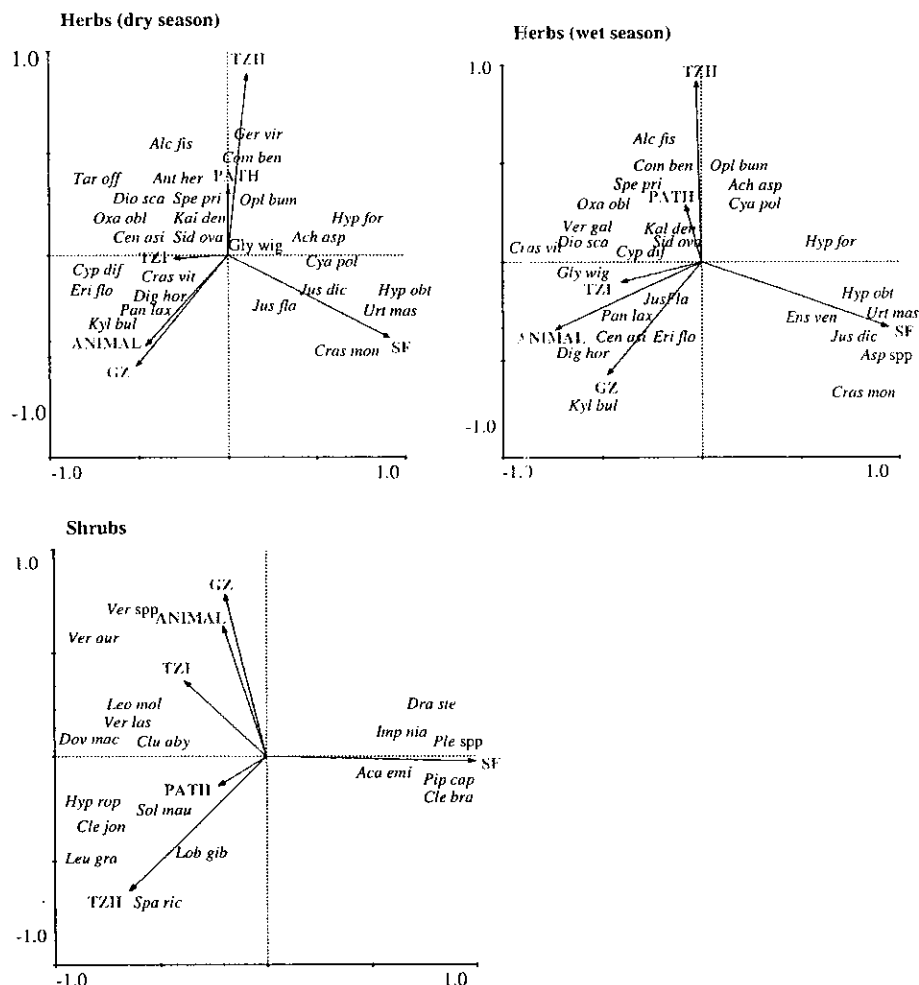 Herbs (dry season)
1.0
TZH
Ger vir
Alc fis
Com ben
PATH
Tar off
Ant her
Opl bum
Dio sca
Spe pri
Hyp for
Oxa obl
Kal den
Cen asi
Sid ova
Gly wig
Ach asp
TZI
Cya pol
Cyp dif
Cras vit
Eri flo
Dig hor
Jus dic
Hyp obt
Pan lax
Jus fla
Urt mas
Kyl bul
ANIMAL
SF
Cras mon
GZ
-1.0
-1.0
1.0
Herbs (wet season)
1.0
TZH
Alc fis
Com ben
Opl bum
Spe pri
PATH
Ach asp
Oxa obl
Cya pol
Ver gal
Kal den
Dio sca
Sid ova
Hyp for
Cras vit
Cyp dif
Gly wig
TZI
Jus Fla
Hyp obt
Pan lax
Ens ven
Urt mas
ANIMAL
Cen asi
Eri flo
Jus dic
SF
Dig hor
Asp spp
GZ
Kyl bul
Cras mon
-1.0
-1.0
1.0
Shrubs
1.0
GZ
Ver spp
ANIMAL
Ver aur
TZI
Leo mol
Dra ste
Ver las
Imp nia
Dov mac
Clu aby
Ple spp
SF
Aca emi
Pip cap
PATH
Cle bra
Hyp rop
Sol mau
Cle jon
Leu gra
Lob gib
TZH
Spa ric
-1.0
-1.0
1.0